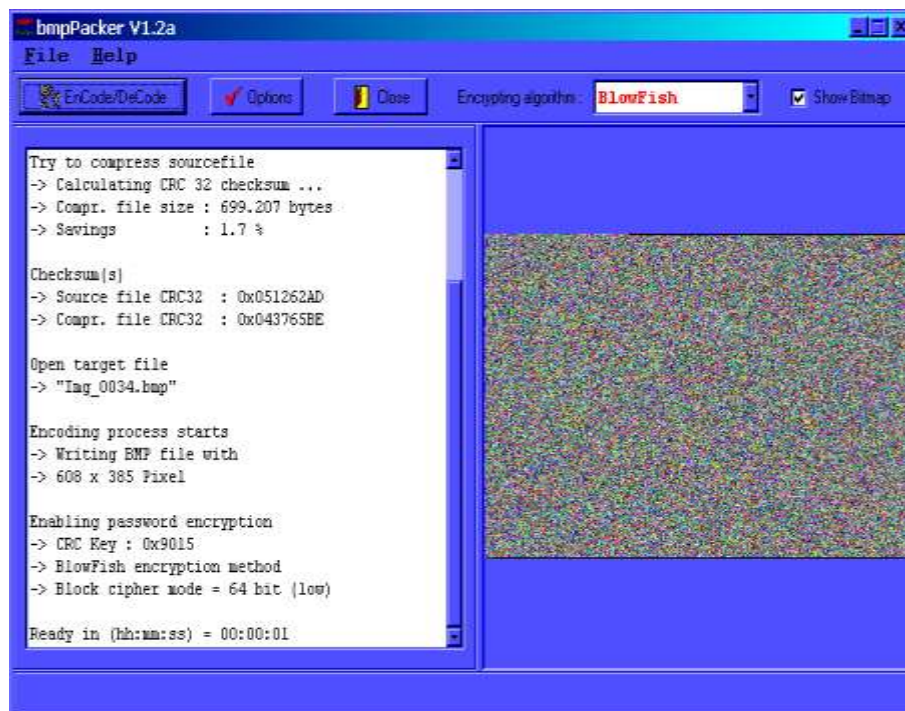 bmpPacker V1.2a
File Help
EnCode/DeCode Options Close Encrypting algorithm : BlowFish Show Bitmap
Try to compress sourcefile
-> Calculating CRC 32 checksum ...
-> Compr. file size : 699.207 bytes
-> Savings : 1.7 %
Checksum(s)
-> Source file CRC32 : 0x051262AD
-> Compr. file CRC32 : 0x043765BE
Open target file
-> "Img_0034.bmp"
Encoding process starts
-> Writing BMP file with
-> 608 x 385 Pixel
Enabling password encryption
-> CRC Key : 0x9015
-> BlowFish encryption method
-> Block cipher mode = 64 bit (low)
Ready in (hh:mm:ss) = 00:00:01